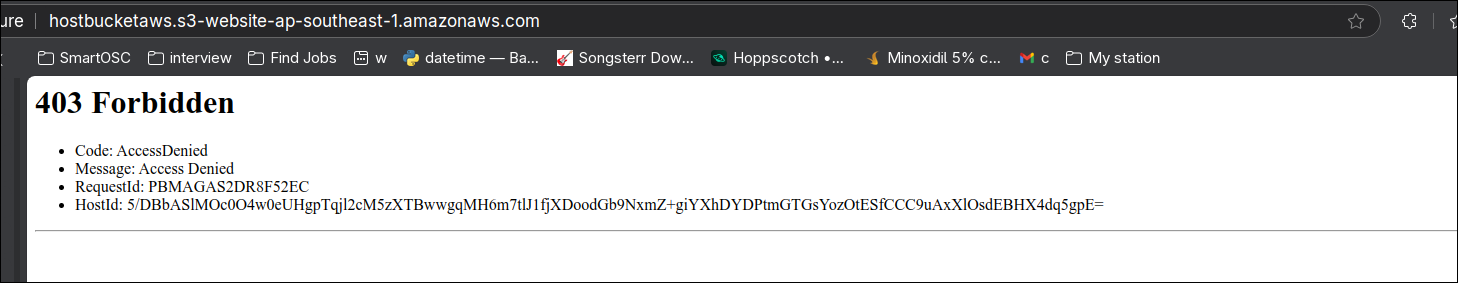 ure hostbucketaws.s3-website-ap-southeast-1.amazonaws.com
SmartOSC interview Find Jobs w datetime — Ba... Songsterr Dow... Hoppscotch •... Minoxidil 5% c... c My station
403 Forbidden
• Code: AccessDenied
• Message: Access Denied
• RequestId: PBMAGAS2DR8F52EC
• HostId: 5/DBbASlMOc0O4w0eUHgpTqjl2cM5zXTBwwgqMH6m7tlJ1fjXDoodGb9NxmZ+giYXhDYDPtmGTGsYozOtESfCCC9uAxXlOsdEBHX4dq5gpE=